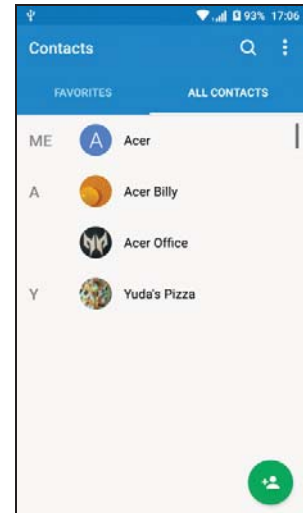 93% 17:06
Contacts
FAVORITES ALL CONTACTS
ME A Acer
A Acer Billy
Acer Office
Y Yuda's Pizza